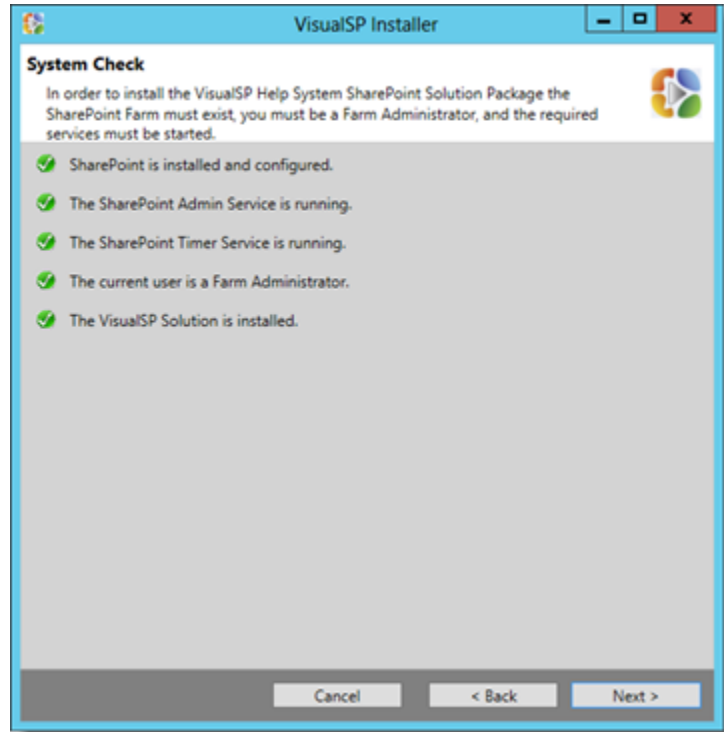 VisualSP Installer
System Check
In order to install the VisualSP Help System SharePoint Solution Package the
SharePoint Farm must exist, you must be a Farm Administrator, and the required
services must be started.
SharePoint is installed and configured.
The SharePoint Admin Service is running.
The SharePoint Timer Service is running.
The current user is a Farm Administrator.
The VisualSP Solution is installed.
Cancel < Back Next >